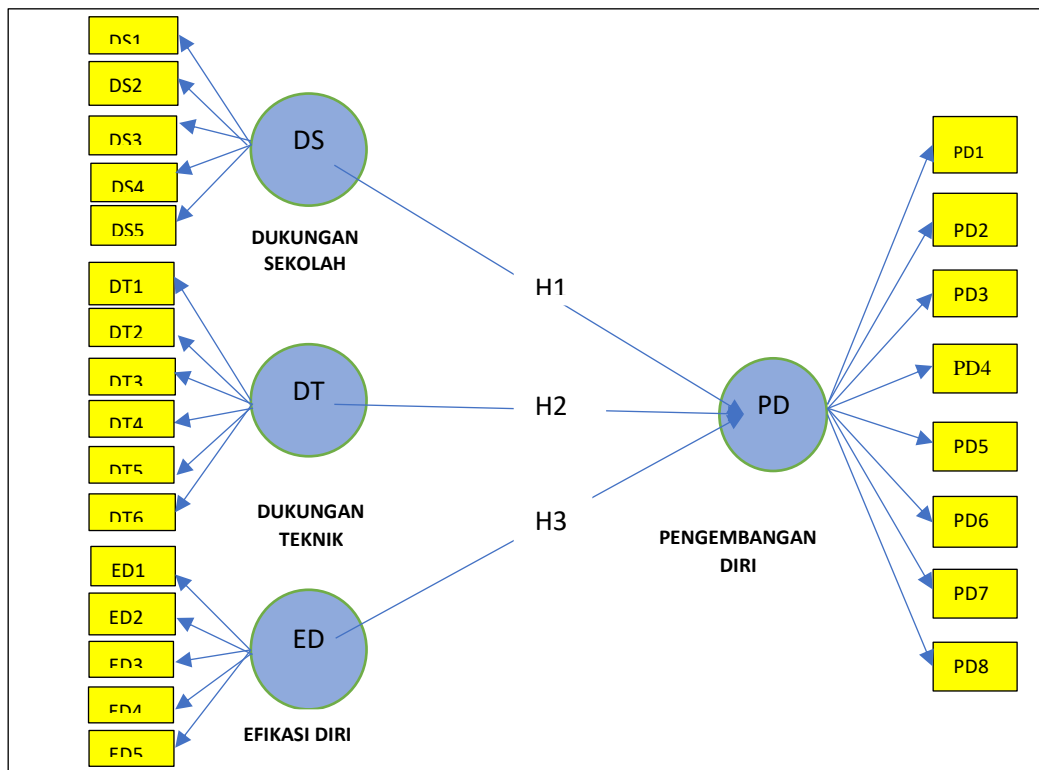 DS1
DS2
DS3
DS4
DS5
DS
DUKUNGAN
SEKOLAH
DT1
DT2
DT3
DT4
DT5
DT6
DT
DUKUNGAN
TEKNIK
ED1
ED2
ED3
ED4
ED5
ED
EFIKASI DIRI
H1
H2
H3
PD
PENGEMBANGAN
DIRI
PD1
PD2
PD3
PD4
PD5
PD6
PD7
PD8